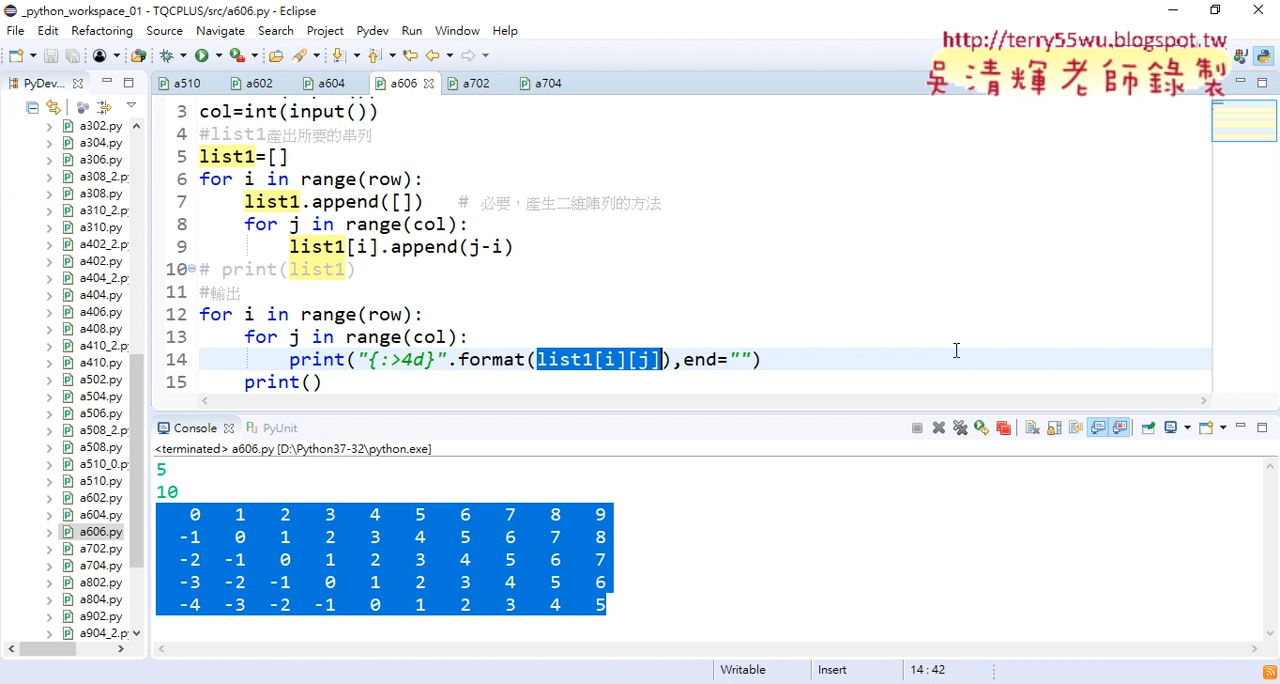 _python_workspace_01 - TQCPLUS/src/a606.py - Eclipse
File Edit Refactoring Source Navigate Search Project Pydev Run Window Help
http://terry55wu.blogspot.tw
吳清輝老師錄製
PyDev...
a510 a602 a604 a606 a702 a704
a302.py
a304.py
a306.py
a308_2.py
a308.py
a310_2.py
a310.py
a402_2.py
a402.py
a404_2.py
a404.py
a406.py
a408.py
a410_2.py
a410.py
a502.py
a504.py
a506.py
a508_2.py
a508.py
a510_0.py
a510.py
a602.py
a604.py
a606.py
a702.py
a704.py
a802.py
a804.py
a902.py
a904_2.py
3 col=int(input())
4 #list1產出所要的串列
5 list1=[]
6 for i in range(row):
7 list1.append([]) # 必要，產生二維陣列的方法
8 for j in range(col):
9 list1[i].append(j-i)
10 # print(list1)
11 #輸出
12 for i in range(row):
13 for j in range(col):
14 print("{:>4d}".format(list1[i][j]),end="")
15 print()
Console PyUnit
<terminated> a606.py [D:\Python37-32\python.exe]
5
10
0 1 2 3 4 5 6 7 8 9
-1 0 1 2 3 4 5 6 7 8
-2 -1 0 1 2 3 4 5 6 7
-3 -2 -1 0 1 2 3 4 5 6
-4 -3 -2 -1 0 1 2 3 4 5
Writable Insert 14 : 42